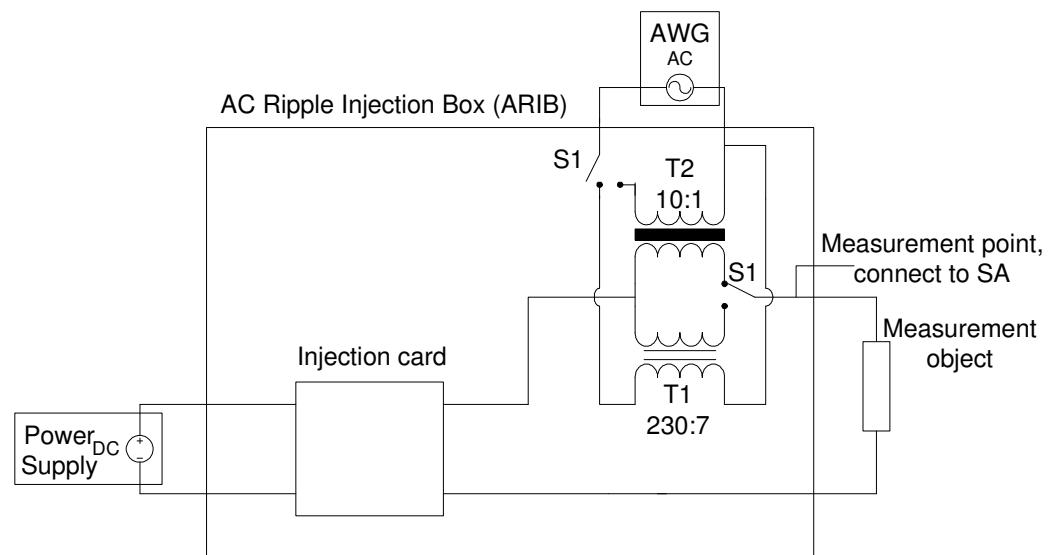 AWG
AC
AC Ripple Injection Box (ARIB)
S1
T2
10:1
Measurement point,
connect to SA
S1
Measurement
object
Injection card
T1
230:7
Power
Supply
DC
+
−